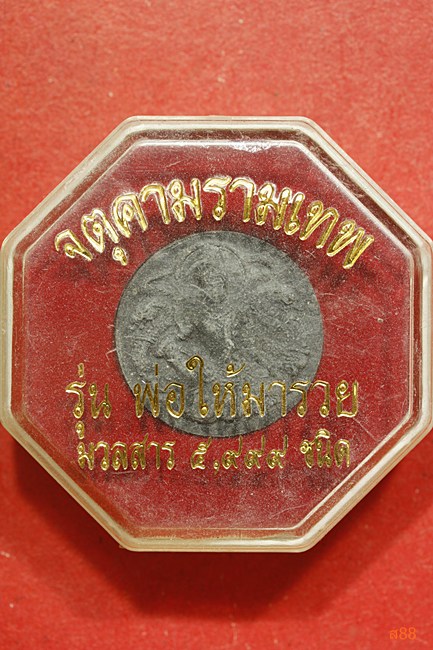 จตุคามรามเทพ
รุ่น พ่อให้มารวย
มวลสาร ๕,๙๙๙ ชนิด
ส88